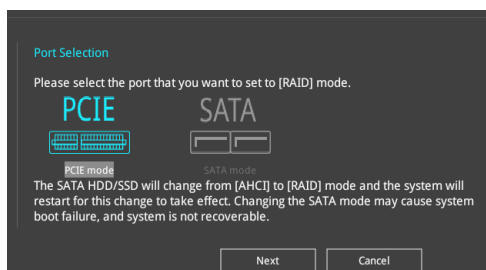 Port Selection
Please select the port that you want to set to [RAID] mode.
PCIE
SATA
PCIE mode
SATA mode
The SATA HDD/SSD will change from [AHCI] to [RAID] mode and the system will
restart for this change to take effect. Changing the SATA mode may cause system
boot failure, and system is not recoverable.
Next
Cancel